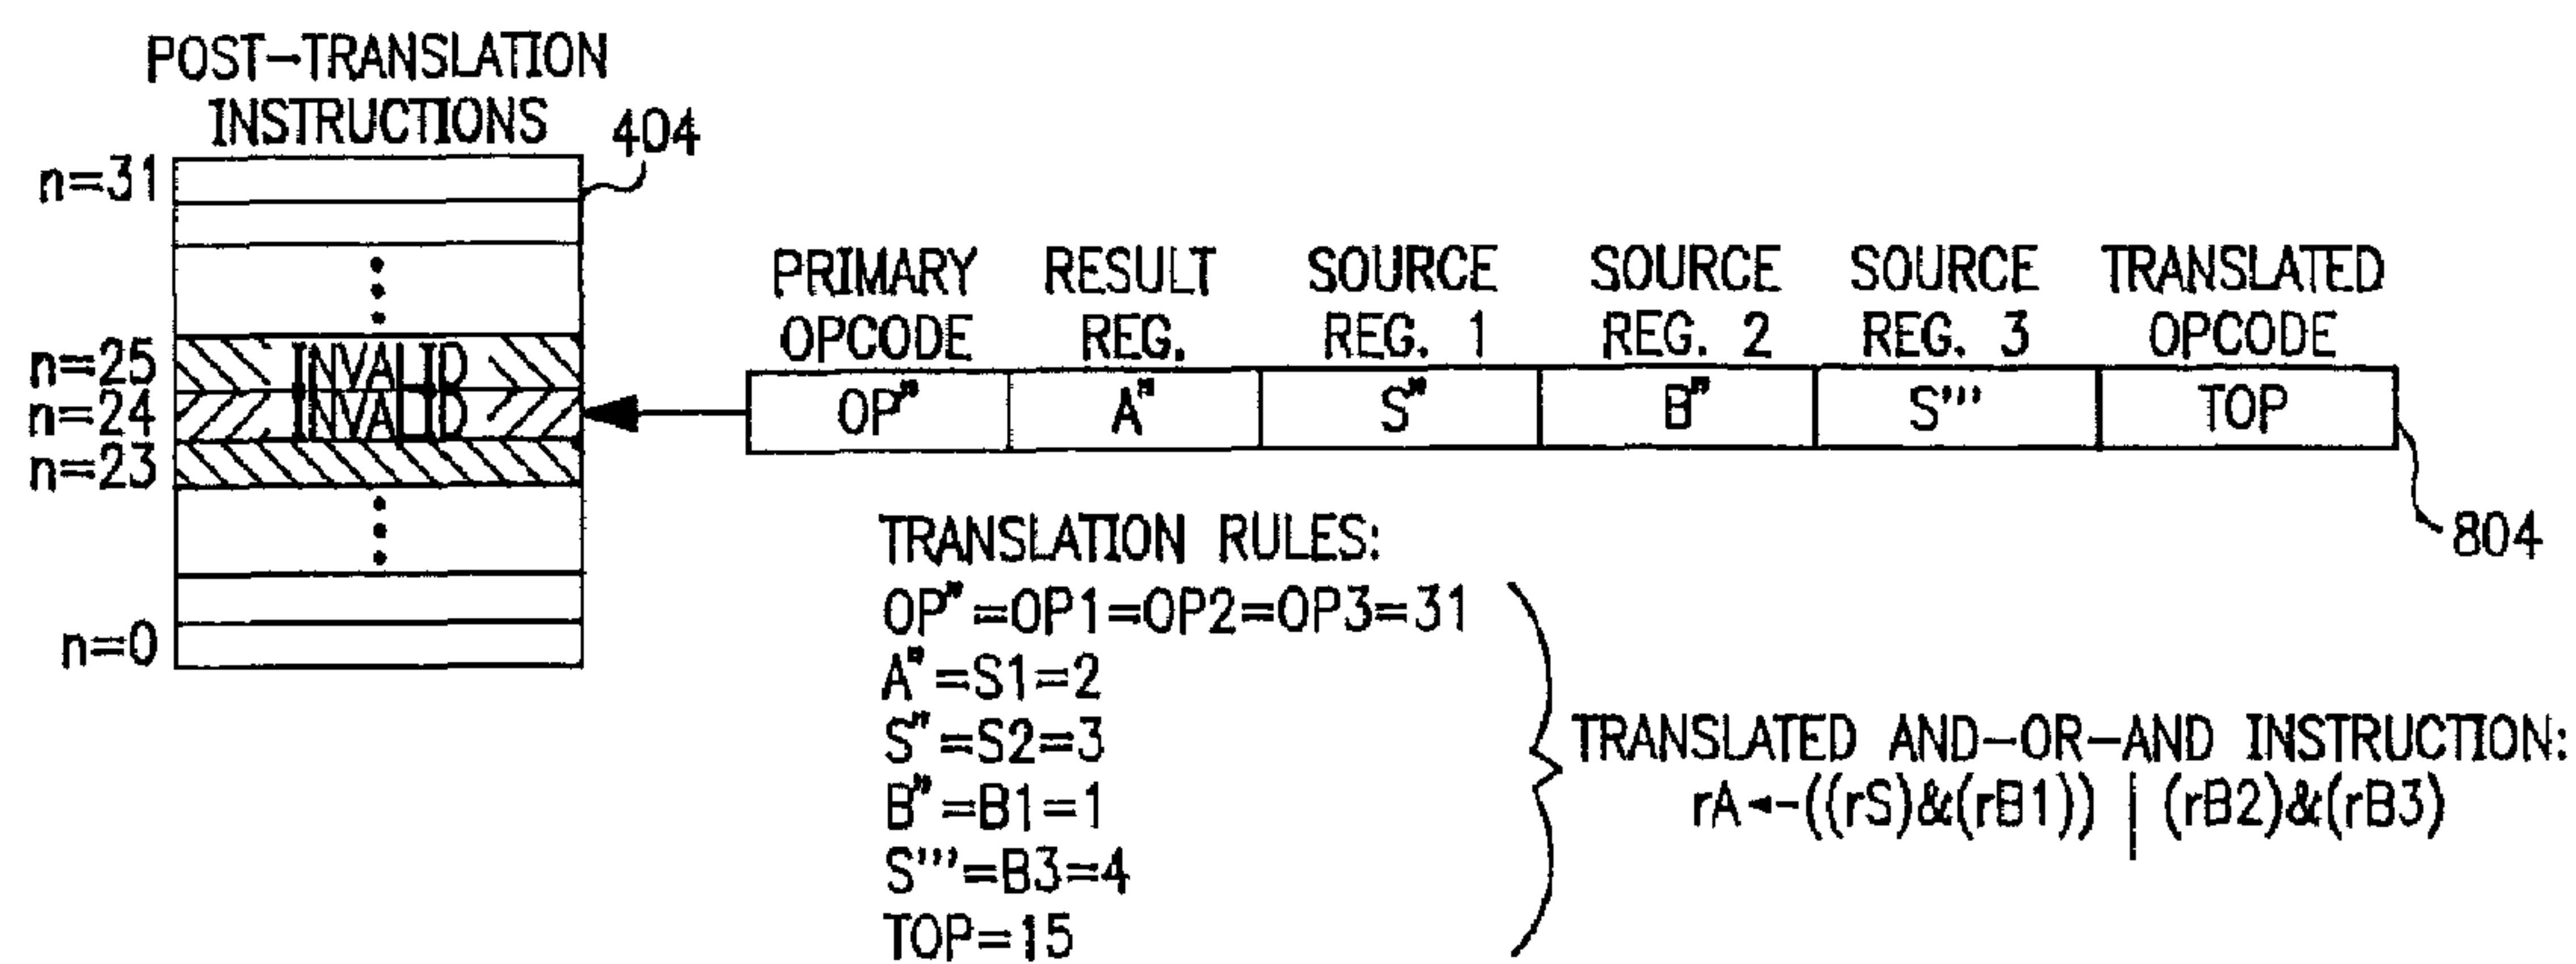 POST-TRANSLATION
INSTRUCTIONS
404
n=31
n=25 INVALID
n=24 INVALID
n=23
n=0
PRIMARY OPCODE
RESULT REG.
SOURCE REG. 1
SOURCE REG. 2
SOURCE REG. 3
TRANSLATED OPCODE
OP" A" S" B" S''' TOP
804
TRANSLATION RULES:
OP"=OP1=OP2=OP3=31
A"=S1=2
S"=S2=3
B"=B1=1
S'''=B3=4
TOP=15
TRANSLATED AND-OR-AND INSTRUCTION:
rA◄-((rS)&(rB1)) | (rB2)&(rB3)